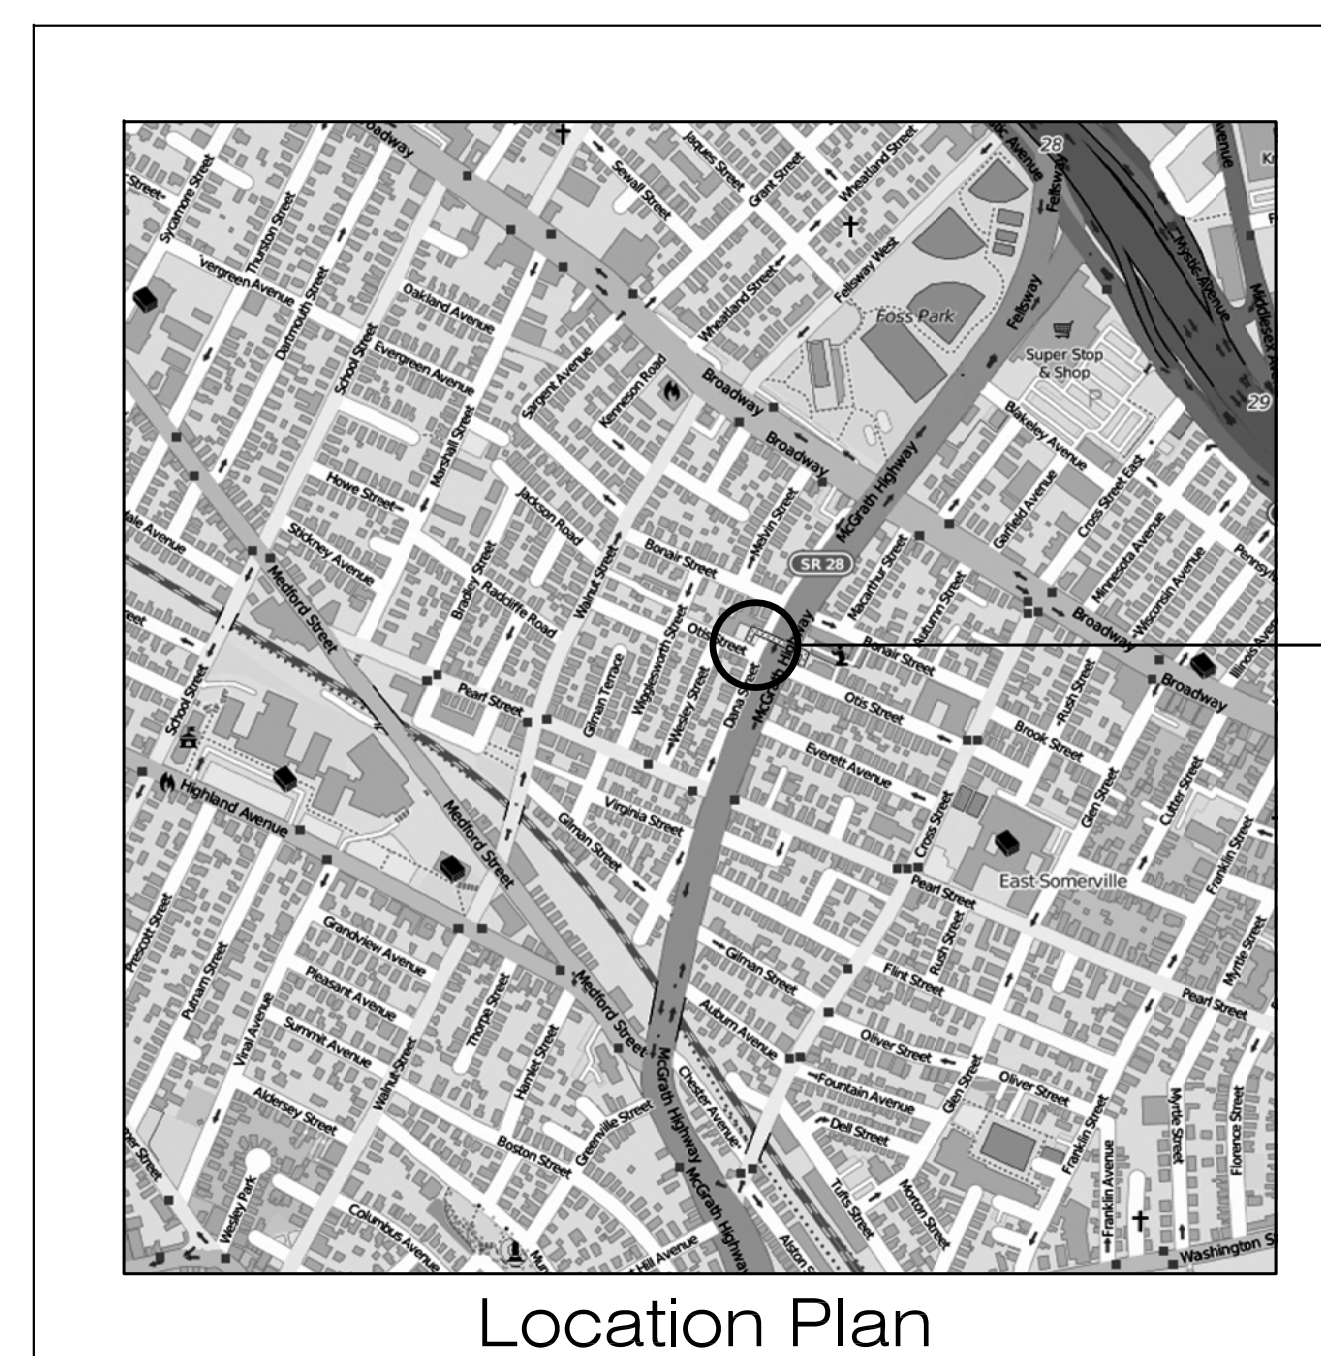 Broadway
Sycamore Street
Thurston Street
Dartmouth Street
School Street
Oakland Avenue
Evergreen Avenue
Marshall Street
Howe Street
Stickney Avenue
Sewall Street
Jaques Street
Grant Street
Wheatland Street
Wheatland Street
Fellsway West
Foss Park
28
Fellsway
Fellsway
Mystic Avenue
29
Super Stop
& Shop
P
Sargent Avenue
Kenneson Road
Broadway
Broadway
McGrath Highway
Blakeley Avenue
Garfield Avenue
Cross Street East
Minnesota Avenue
Wisconsin Avenue
Jackson Road
Bradley Street
Radcliffe Road
Walnut Street
Bonair Street
Melvin Street
SR 28
Macarthur Street
Autumn Street
Broadway
Broadway
Medford Street
School Street
Pearl Street
Gilman Terrace
Wigglesworth Street
Wesley Street
Otis Street
Dana Street
McGrath Highway
Bonair Street
Otis Street
Everett Avenue
Rush Street
Brook Street
Glen Street
Cutter Street
Franklin Street
Highland Avenue
Medford Street
Virginia Street
Gilman Street
Cross Street
Pearl Street
East Somerville
Prescott Street
Putnam Street
Vinal Avenue
Grandview Avenue
Pleasant Avenue
Summit Avenue
Aldersey Street
Walnut Street
Thorpe Street
Hamlet Street
Medford Street
Gilman Street
Auburn Avenue
Flint Street
Rush Street
Oliver Street
Oliver Street
Fountain Avenue
Dell Street
Glen Street
Franklin Street
Myrtle Street
Pearl Street
Myrtle Street
Florence Street
Franklin Avenue
Washington S
Wesley Park
Columbus Avenue
Boston Street
Greenville Street
McGrath Highway
McGrath Highway
Chester Avenue
Tufts Street
Morton Street
Hill Avenue
Location Plan